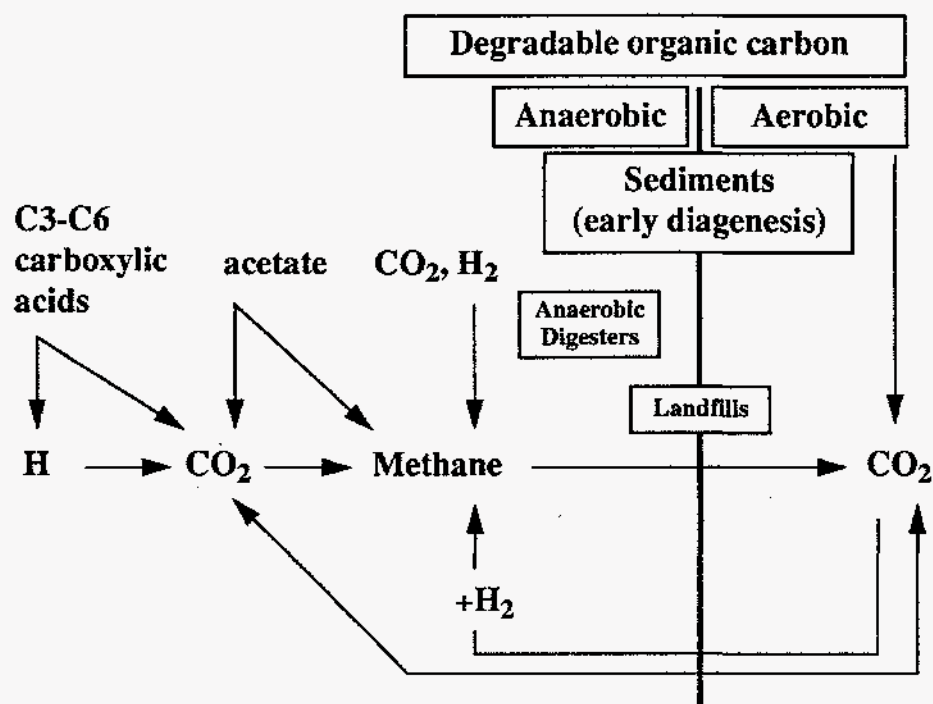 Degradable organic carbon
Anaerobic
Aerobic
Sediments
(early diagenesis)
C3-C6
carboxylic
acids
acetate
CO₂, H₂
Anaerobic
Digesters
Landfills
H
CO₂
Methane
CO₂
+H₂